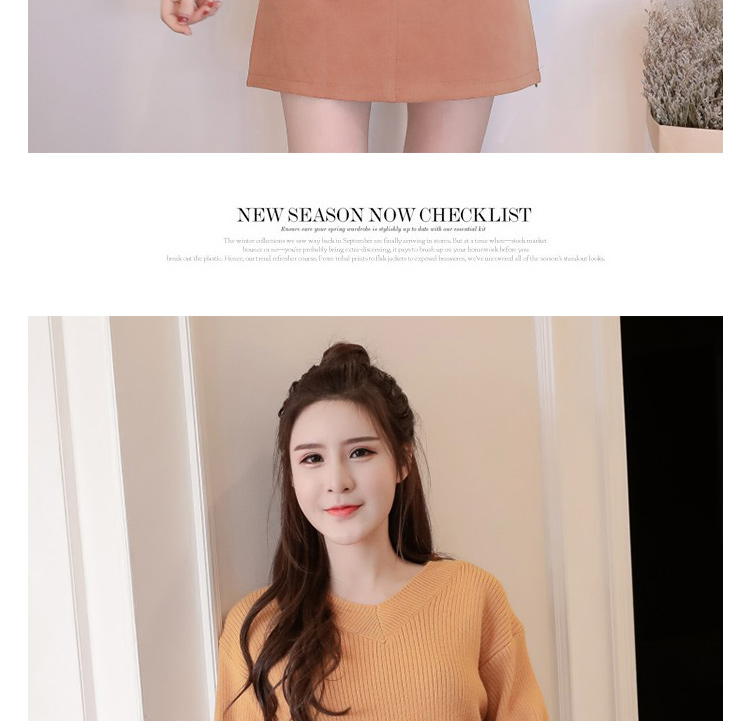 NEW SEASON NOW CHECKLIST
Ensure sure your spring wardrobe is stylishly up to date with our essential kit
The winter collections we saw way back in September are finally arriving in stores. But at a time when—stock market
bounce or no—you're probably being extra-discerning, it pays to brush up on your homework before you
break out the plastic. Hence, our trend refresher course. From tribal prints to flak jackets to exposed brassieres, we've uncovered all of the season's standout looks.